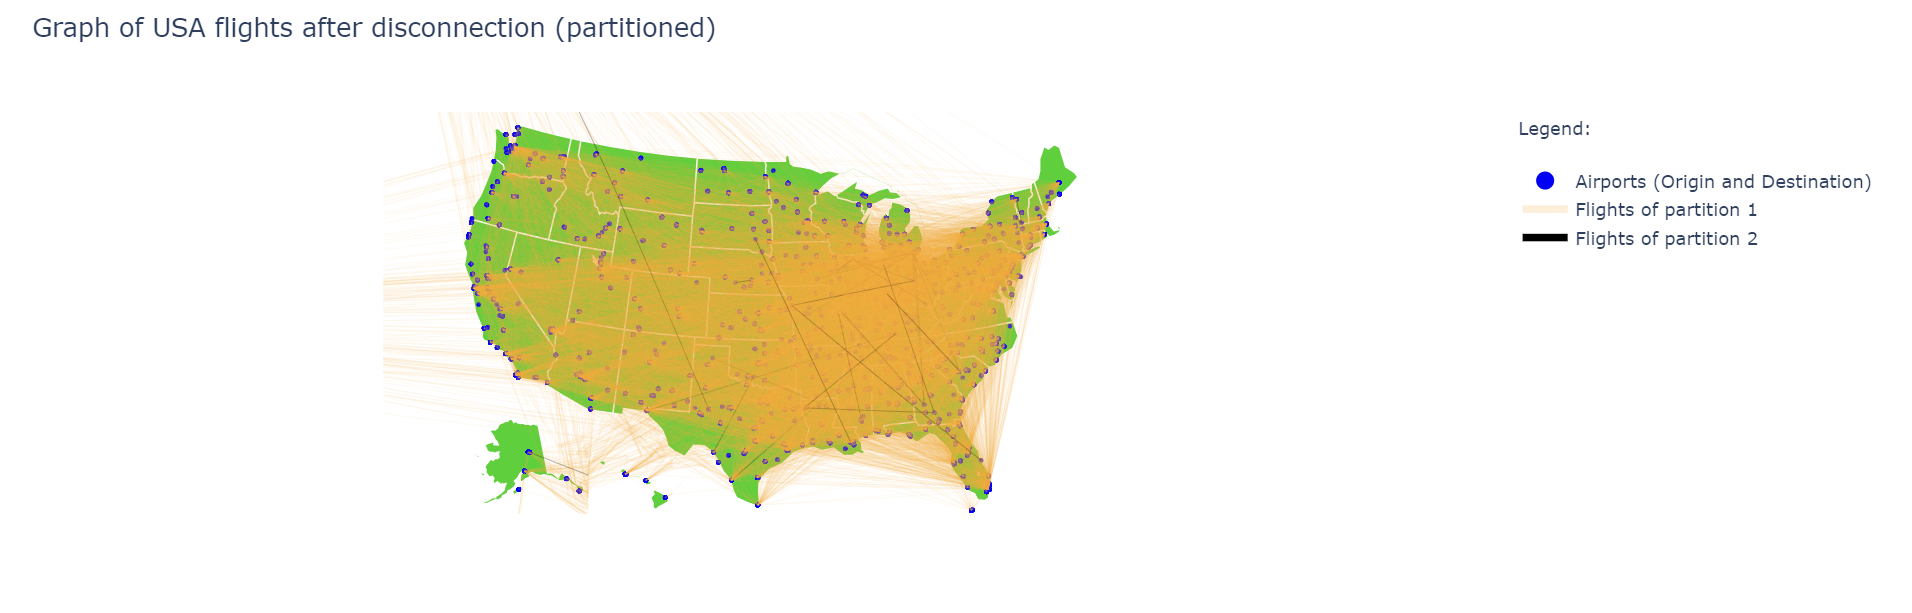 Graph of USA flights after disconnection (partitioned)
Legend:
Airports (Origin and Destination)
Flights of partition 1
Flights of partition 2